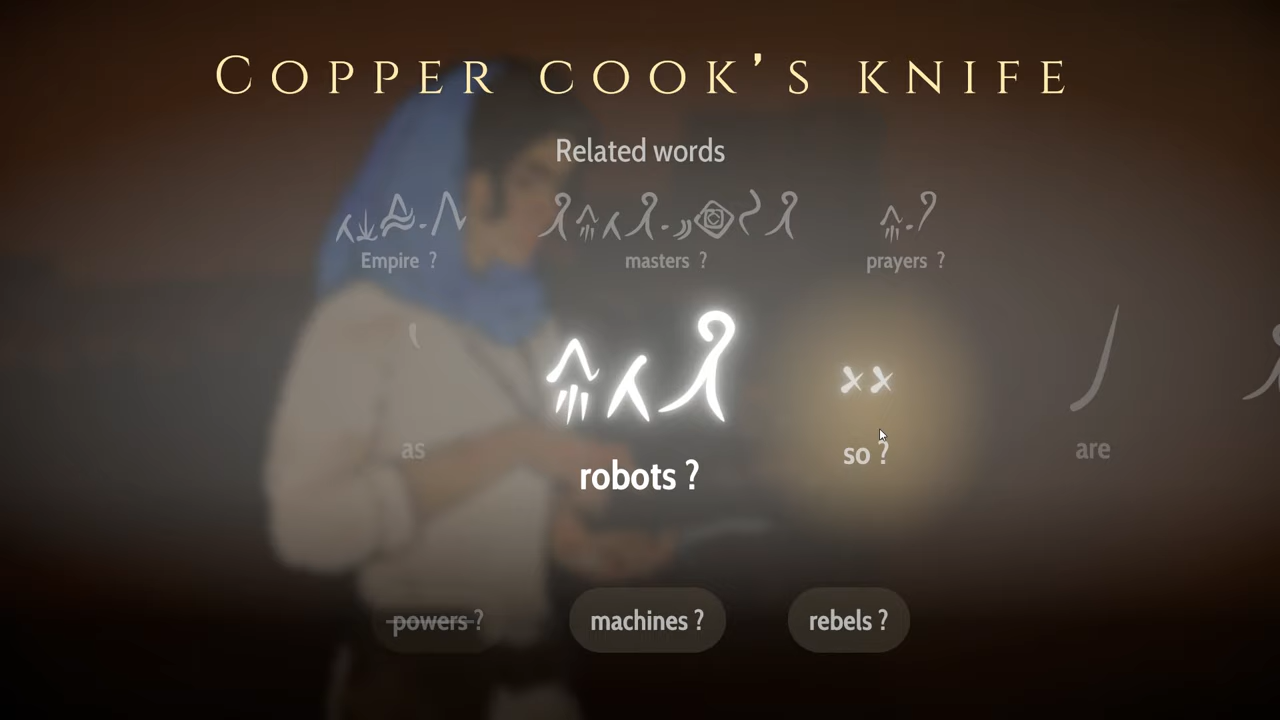 COPPER COOK'S KNIFE
Related words
Empire ? masters ? prayers ?
as robots ? so ? are
powers ? machines ? rebels ?